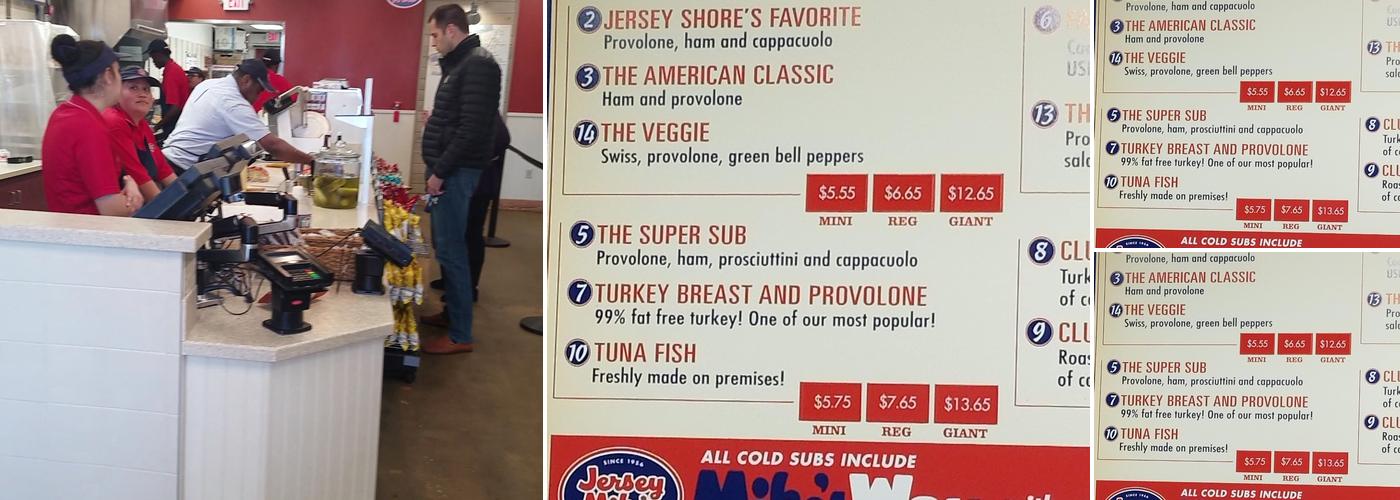 EXIT
EXIT
2 JERSEY SHORE'S FAVORITE
Provolone, ham and cappacuolo
3 THE AMERICAN CLASSIC
Ham and provolone
14 THE VEGGIE
Swiss, provolone, green bell peppers
$5.55 $6.65 $12.65
MINI REG GIANT
5 THE SUPER SUB
Provolone, ham, prosciuttini and cappacuolo
7 TURKEY BREAST AND PROVOLONE
99% fat free turkey! One of our most popular!
10 TUNA FISH
Freshly made on premises!
$5.75 $7.65 $13.65
MINI REG GIANT
ALL COLD SUBS INCLUDE
SINCE 1956
Jersey
Mike's
6
13
8
9
Provolone, ham and cappacuolo
3 THE AMERICAN CLASSIC
Ham and provolone
14 THE VEGGIE
Swiss, provolone, green bell peppers
$5.55 $6.65 $12.65
MINI REG GIANT
5 THE SUPER SUB
Provolone, ham, prosciuttini and cappacuolo
7 TURKEY BREAST AND PROVOLONE
99% fat free turkey! One of our most popular!
10 TUNA FISH
Freshly made on premises!
$5.75 $7.65 $13.65
MINI REG GIANT
ALL COLD SUBS INCLUDE
13
8
9
Provolone, ham and cappacuolo
3 THE AMERICAN CLASSIC
Ham and provolone
14 THE VEGGIE
Swiss, provolone, green bell peppers
$5.55 $6.65 $12.65
MINI REG GIANT
5 THE SUPER SUB
Provolone, ham, prosciuttini and cappacuolo
7 TURKEY BREAST AND PROVOLONE
99% fat free turkey! One of our most popular!
10 TUNA FISH
Freshly made on premises!
$5.75 $7.65 $13.65
MINI REG GIANT
ALL COLD SUBS INCLUDE
13
8
9